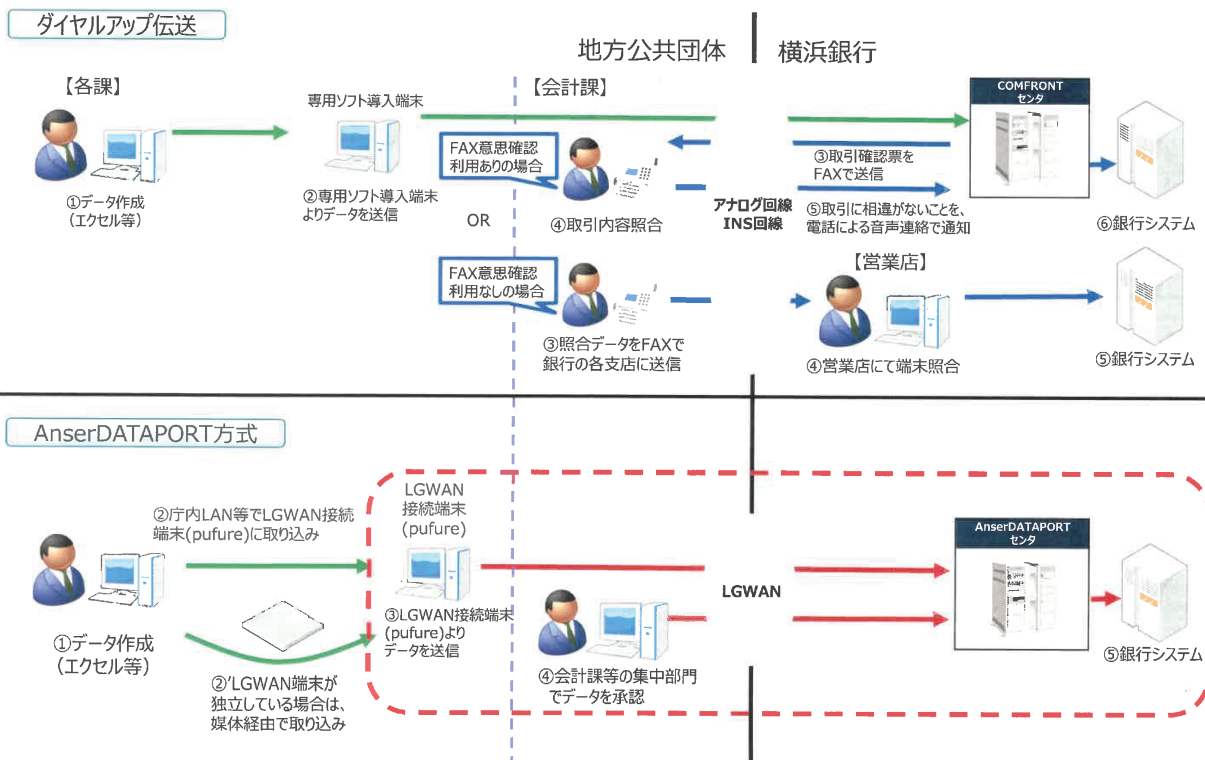 ダイヤルアップ伝送
地方公共団体
横浜銀行
【各課】
専用ソフト導入端末
【会計課】
COMFRONT
センタ
FAX意思確認
利用ありの場合
③取引確認票を
FAXで送信
①データ作成
(エクセル等)
②専用ソフト導入端末
よりデータを送信
OR
④取引内容照合
アナログ回線
INS回線
⑤取引に相違がないことを、
電話による音声連絡で通知
⑥銀行システム
FAX意思確認
利用なしの場合
【営業店】
③照合データをFAXで
銀行の各支店に送信
④営業店にて端末照合
⑤銀行システム
AnserDATAPORT方式
LGWAN
接続端末
(pufure)
②庁内LAN等でLGWAN接続
端末(pufure)に取り込み
AnserDATAPORT
センタ
LGWAN
①データ作成
(エクセル等)
③LGWAN接続端末
(pufure)より
データを送信
④会計課等の集中部門
でデータを承認
⑤銀行システム
②'LGWAN端末が
独立している場合は、
媒体経由で取り込み